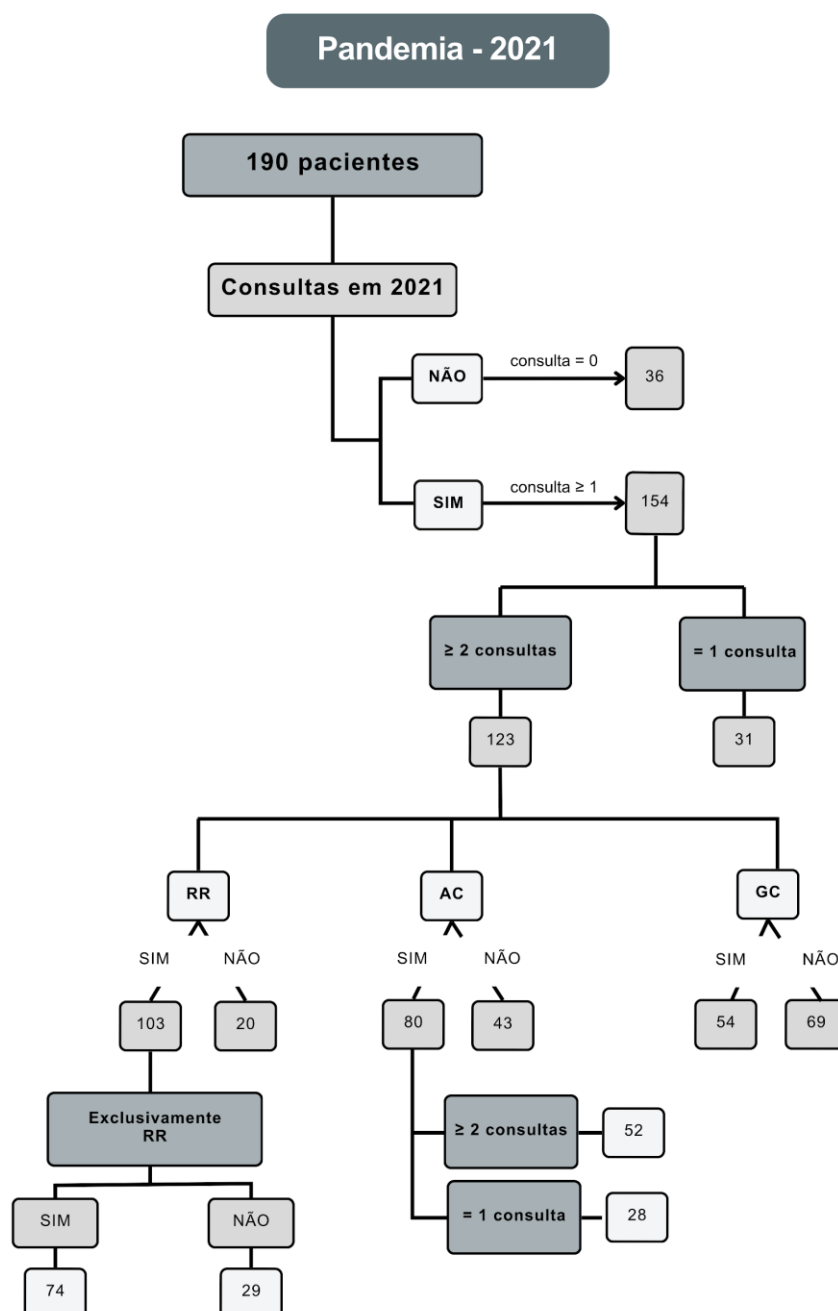 Pandemia - 2021
190 pacientes
Consultas em 2021
NÃO
consulta = 0
36
SIM
consulta ≥ 1
154
≥ 2 consultas
= 1 consulta
123
31
RR
AC
GC
SIM
NÃO
SIM
NÃO
SIM
NÃO
103
20
80
43
54
69
Exclusivamente
RR
≥ 2 consultas
52
= 1 consulta
28
SIM
NÃO
74
29